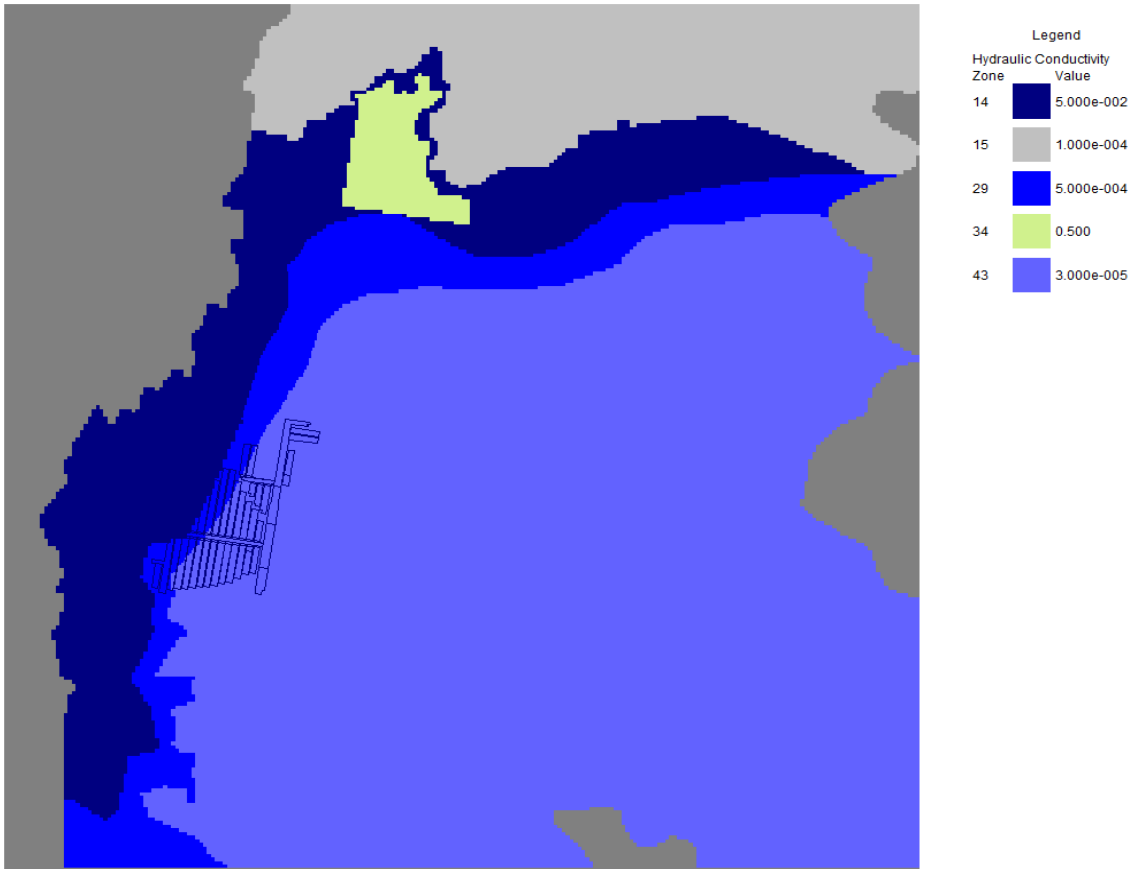 Legend
Hydraulic Conductivity
Zone Value
14 5.000e-002
15 1.000e-004
29 5.000e-004
34 0.500
43 3.000e-005